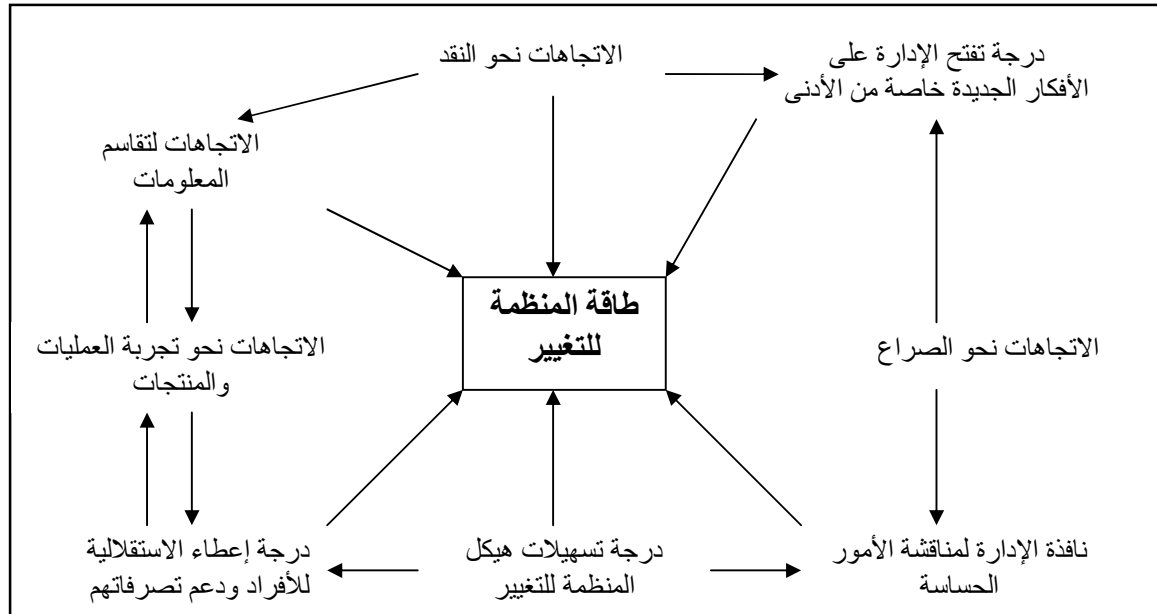 الاتجاهات نحو النقد
درجة تفتح الإدارة على
الأفكار الجديدة خاصة من الأدنى
الاتجاهات لتقاسم
المعلومات
طاقة المنظمة
للتغيير
الاتجاهات نحو الصراع
الاتجاهات نحو تجربة العمليات
والمنتجات
نافذة الإدارة لمناقشة الأمور
الحساسة
درجة تسهيلات هيكل
المنظمة للتغيير
درجة إعطاء الاستقلالية
للأفراد ودعم تصرفاتهم